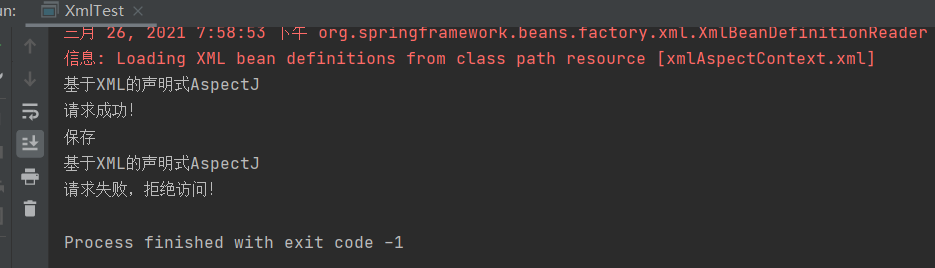 un: XmlTest ×
三月 26, 2021 7:58:53 下午 org.springframework.beans.factory.xml.XmlBeanDefinitionReader
信息: Loading XML bean definitions from class path resource [xmlAspectContext.xml]
基于XML的声明式AspectJ
请求成功!
保存
基于XML的声明式AspectJ
请求失败，拒绝访问!
Process finished with exit code -1